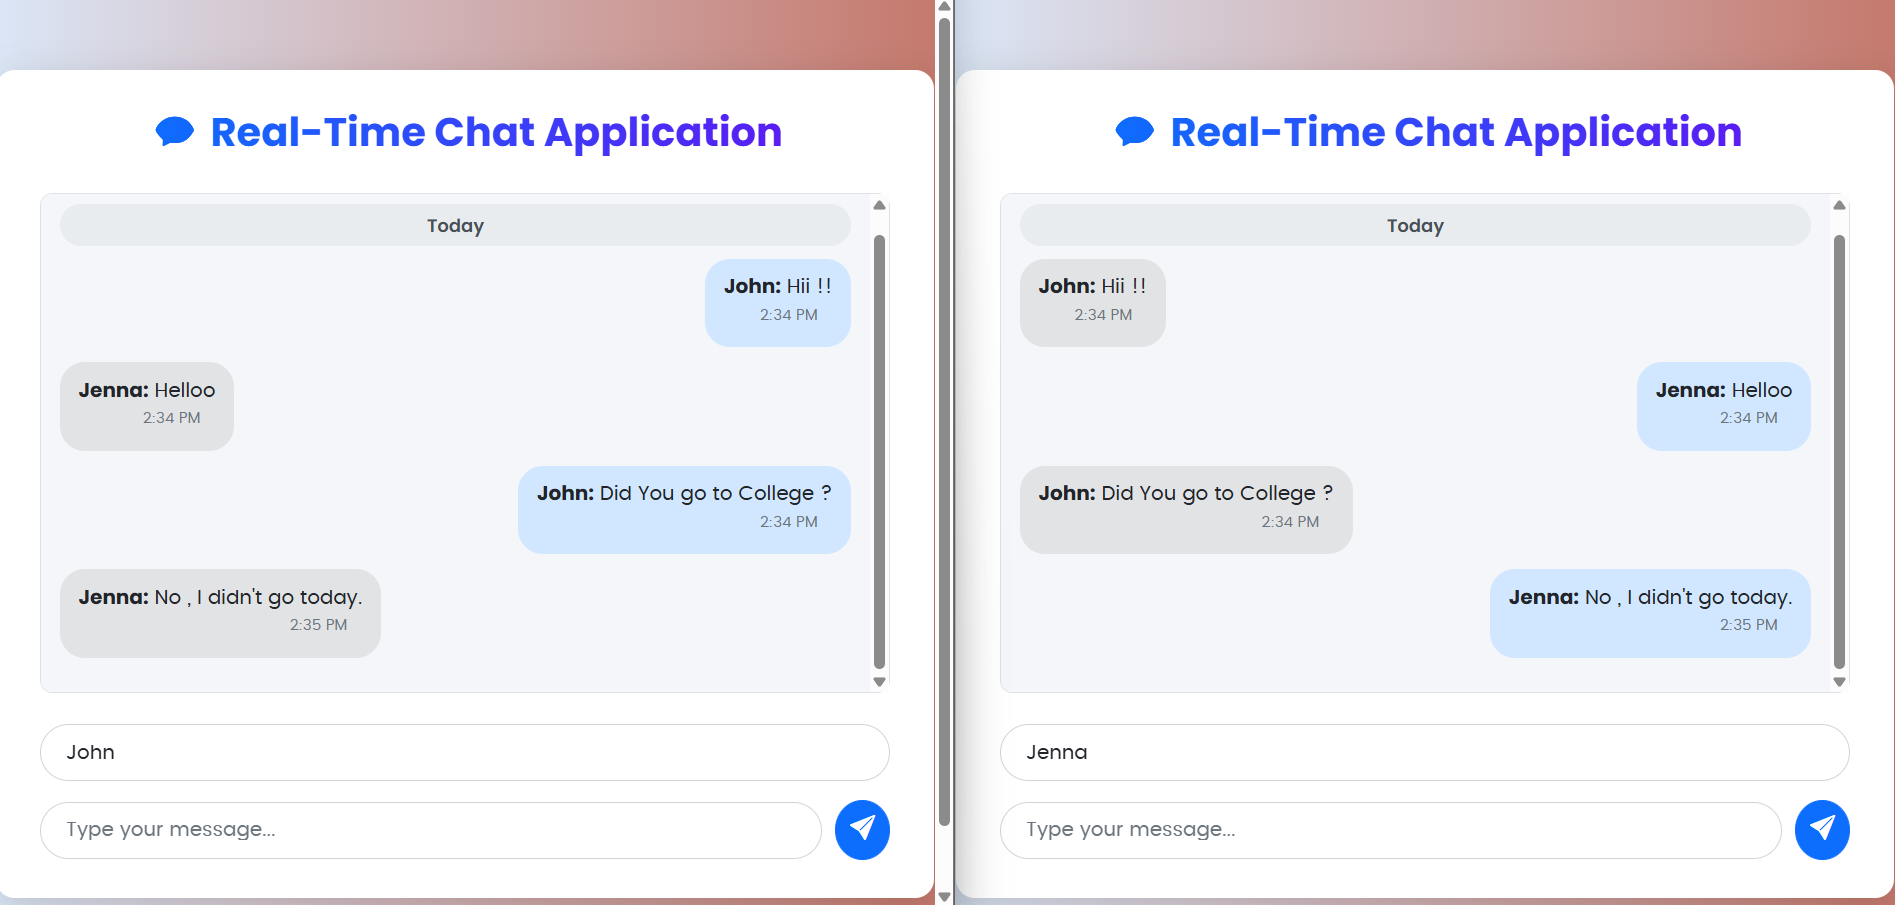 Real-Time Chat Application
Today
John: Hii !!
2:34 PM
Jenna: Helloo
2:34 PM
John: Did You go to College ?
2:34 PM
Jenna: No , I didn't go today.
2:35 PM
John
Type your message...
Real-Time Chat Application
Today
John: Hii !!
2:34 PM
Jenna: Helloo
2:34 PM
John: Did You go to College ?
2:34 PM
Jenna: No , I didn't go today.
2:35 PM
Jenna
Type your message...